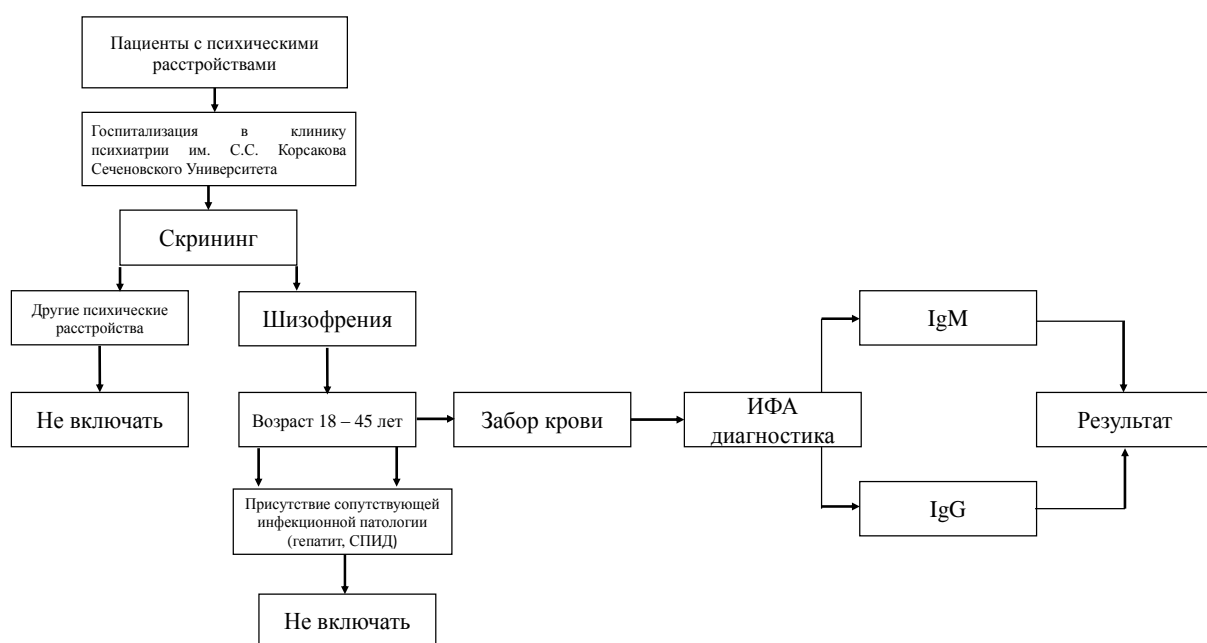 Пациенты с психическими
расстройствами
Госпитализация в клинику
психиатрии им. С.С. Корсакова
Сеченовского Университета
Скрининг
Другие психические
расстройства
Шизофрения
IgM
Не включать
Возраст 18 – 45 лет
Забор крови
ИФА
диагностика
Результат
Присутствие сопутствующей
инфекционной патологии
(гепатит, СПИД)
IgG
Не включать